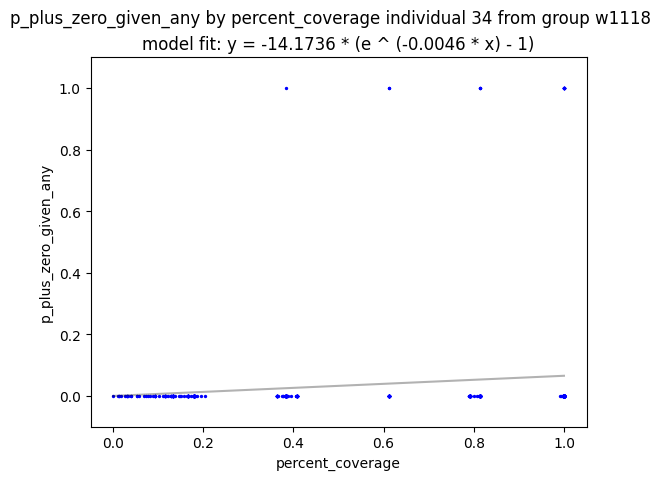 p_plus_zero_given_any by percent_coverage individual 34 from group w1118
model fit: y = -14.1736 * (e ^ (-0.0046 * x) - 1)
1.0
0.8
0.6
0.4
0.2
0.0
p_plus_zero_given_any
0.0 0.2 0.4 0.6 0.8 1.0
percent_coverage